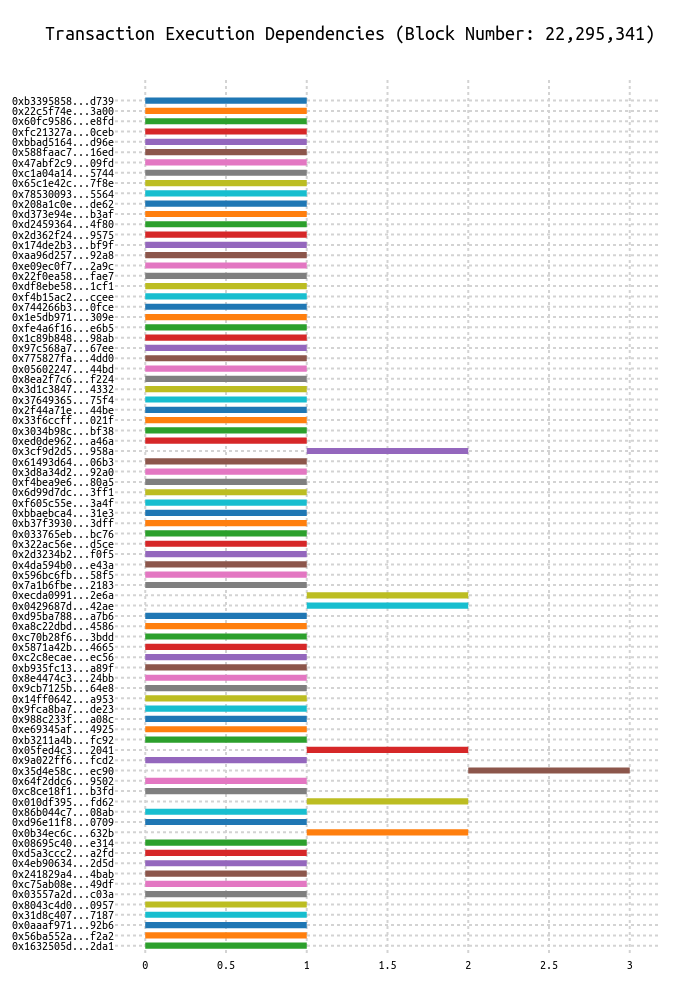 Transaction Execution Dependencies (Block Number: 22,295,341)
0xb3395858...d739
0x22c5f74e...3a00
0x60fc9586...e8fd
0xfc21327a...0ceb
0xbbad5164...d96e
0x588faac7...16ed
0x47abf2c9...09fd
0xc1a04a14...5744
0x65c1e42c...7f8e
0x78530093...5564
0x208a1c0e...de62
0xd373e94e...b3af
0xd2459364...4f80
0x2d362f24...9575
0x174de2b3...bf9f
0xaa96d257...92a8
0xe09ec0f7...2a9c
0x22f0ea58...fae7
0xdf8ebe58...1cf1
0xf4b15ac2...ccee
0x744266b3...0fce
0x1e5db971...309e
0xfe4a6f16...e6b5
0x1c89b848...98ab
0x97c568a7...67ee
0x775827fa...4dd0
0x05602247...44bd
0x8ea2f7c6...f224
0x3d1c3847...4332
0x37649365...75f4
0x2f44a71e...44be
0x33f6ccff...021f
0x3034b98c...bf38
0xed0de962...a46a
0x3cf9d2d5...958a
0x61493d64...06b3
0x3d8a34d2...92a0
0xf4bea9e6...80a5
0x6d99d7dc...3ff1
0xf605c55e...3a4f
0xbbaebca4...31e3
0xb37f3930...3dff
0x033765eb...bc76
0x322ac56e...d5ce
0x2d3234b2...f0f5
0x4da594b0...e43a
0x596bc6fb...58f5
0x7a1b6fbe...2183
0xecda0991...2e6a
0x0429687d...42ae
0xd95ba788...a7b6
0xa8c22dbd...4586
0xc70b28f6...3bdd
0x5871a42b...4665
0xc2c8ecae...ec56
0xb935fc13...a89f
0x8e4474c3...24bb
0x9cb7125b...64e8
0x14ff0642...a953
0x9fca8ba7...de23
0x988c233f...a08c
0xe69345af...4925
0xb3211a4b...fc92
0x05fed4c3...2041
0x9a022ff6...fcd2
0x35d4e58c...ec90
0x64f2ddc6...9502
0xc8ce18f1...b3fd
0x010df395...fd62
0x86b044c7...08ab
0xd96e11f8...0709
0x0b34ec6c...632b
0x08695c40...e314
0xd5a3ccc2...a2fd
0x4eb90634...2d5d
0x241829a4...4bab
0xc75ab08e...49df
0x03557a2d...c03a
0x8043c4d0...0957
0x31d8c407...7187
0x0aaaf971...92b6
0x56ba552a...f2a2
0x1632505d...2da1
0 0.5 1 1.5 2 2.5 3